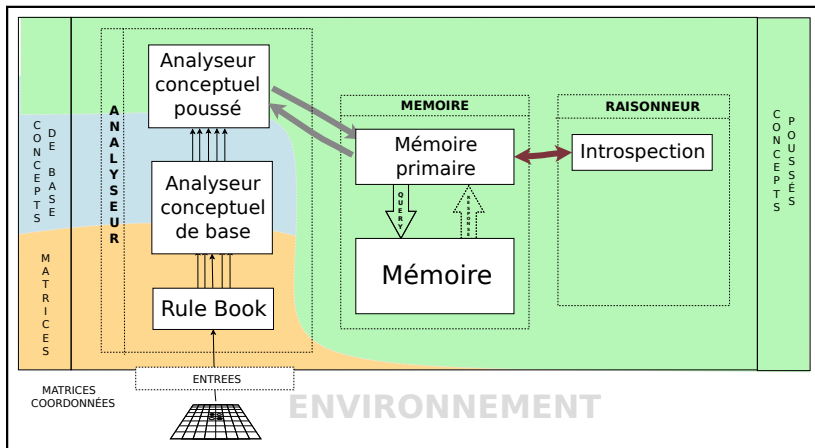 CONCEPTS
DE BASE
MATRICES
ANALYSEUR
Analyseur
conceptuel
poussé
Analyseur
conceptuel
de base
Rule Book
ENTREES
MATRICES
COORDONNÉES
ENVIRONNEMENT
MEMOIRE
Mémoire
primaire
QUERY
RESPONSE
Mémoire
RAISONNEUR
Introspection
CONCEPTS
POUSSÉS